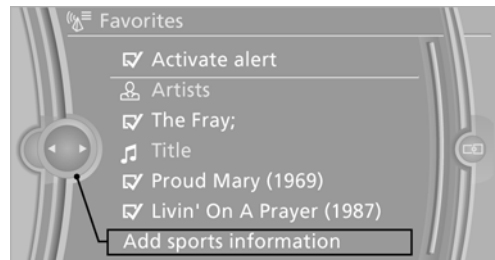 Favorites
Activate alert
Artists
The Fray;
Title
Proud Mary (1969)
Livin' On A Prayer (1987)
Add sports information